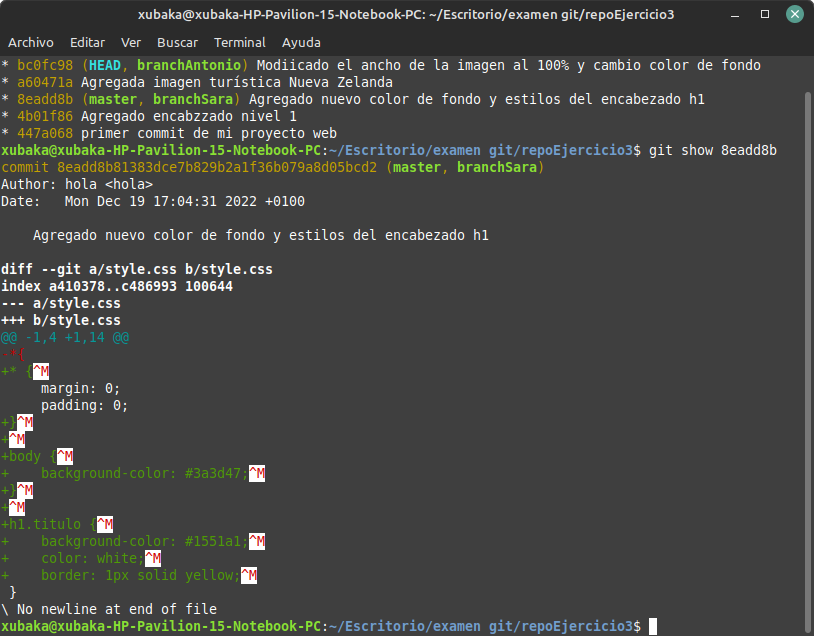 xubaka@xubaka-HP-Pavilion-15-Notebook-PC: ~/Escritorio/examen git/repoEjercicio3
Archivo Editar Ver Buscar Terminal Ayuda
* bc0fc98 (HEAD, branchAntonio) Modiicado el ancho de la imagen al 100% y cambio color de fondo
* a60471a Agregada imagen turística Nueva Zelanda
* 8eadd8b (master, branchSara) Agregado nuevo color de fondo y estilos del encabezado h1
* 4b01f86 Agregado encabzzado nivel 1
* 447a068 primer commit de mi proyecto web
xubaka@xubaka-HP-Pavilion-15-Notebook-PC:~/Escritorio/examen git/repoEjercicio3$ git show 8eadd8b
commit 8eadd8b81383dce7b829b2a1f36b079a8d05bcd2 (master, branchSara)
Author: hola <hola>
Date:   Mon Dec 19 17:04:31 2022 +0100

    Agregado nuevo color de fondo y estilos del encabezado h1

diff --git a/style.css b/style.css
index a410378..c486993 100644
--- a/style.css
+++ b/style.css
@@ -1,4 +1,14 @@
-*{
+* {^M
     margin: 0;
     padding: 0;
+}^M
+^M
+body {^M
+    background-color: #3a3d47;^M
+}^M
+^M
+h1.titulo {^M
+    background-color: #1551a1;^M
+    color: white;^M
+    border: 1px solid yellow;^M
 }
\ No newline at end of file
xubaka@xubaka-HP-Pavilion-15-Notebook-PC:~/Escritorio/examen git/repoEjercicio3$